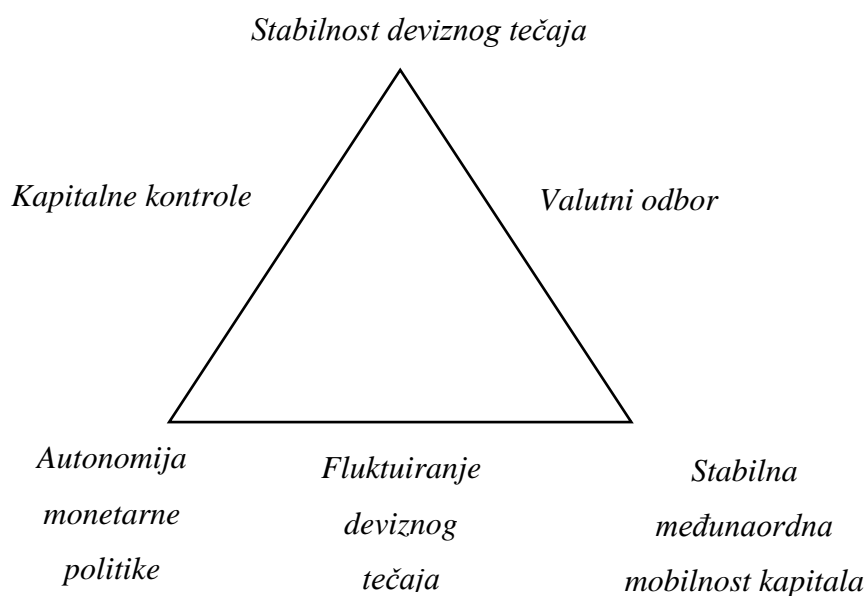 Stabilnost deviznog tečaja
Kapitalne kontrole
Valutni odbor
Autonomija
monetarne
politike
Fluktuiranje
deviznog
tečaja
Stabilna
međunaordna
mobilnost kapitala